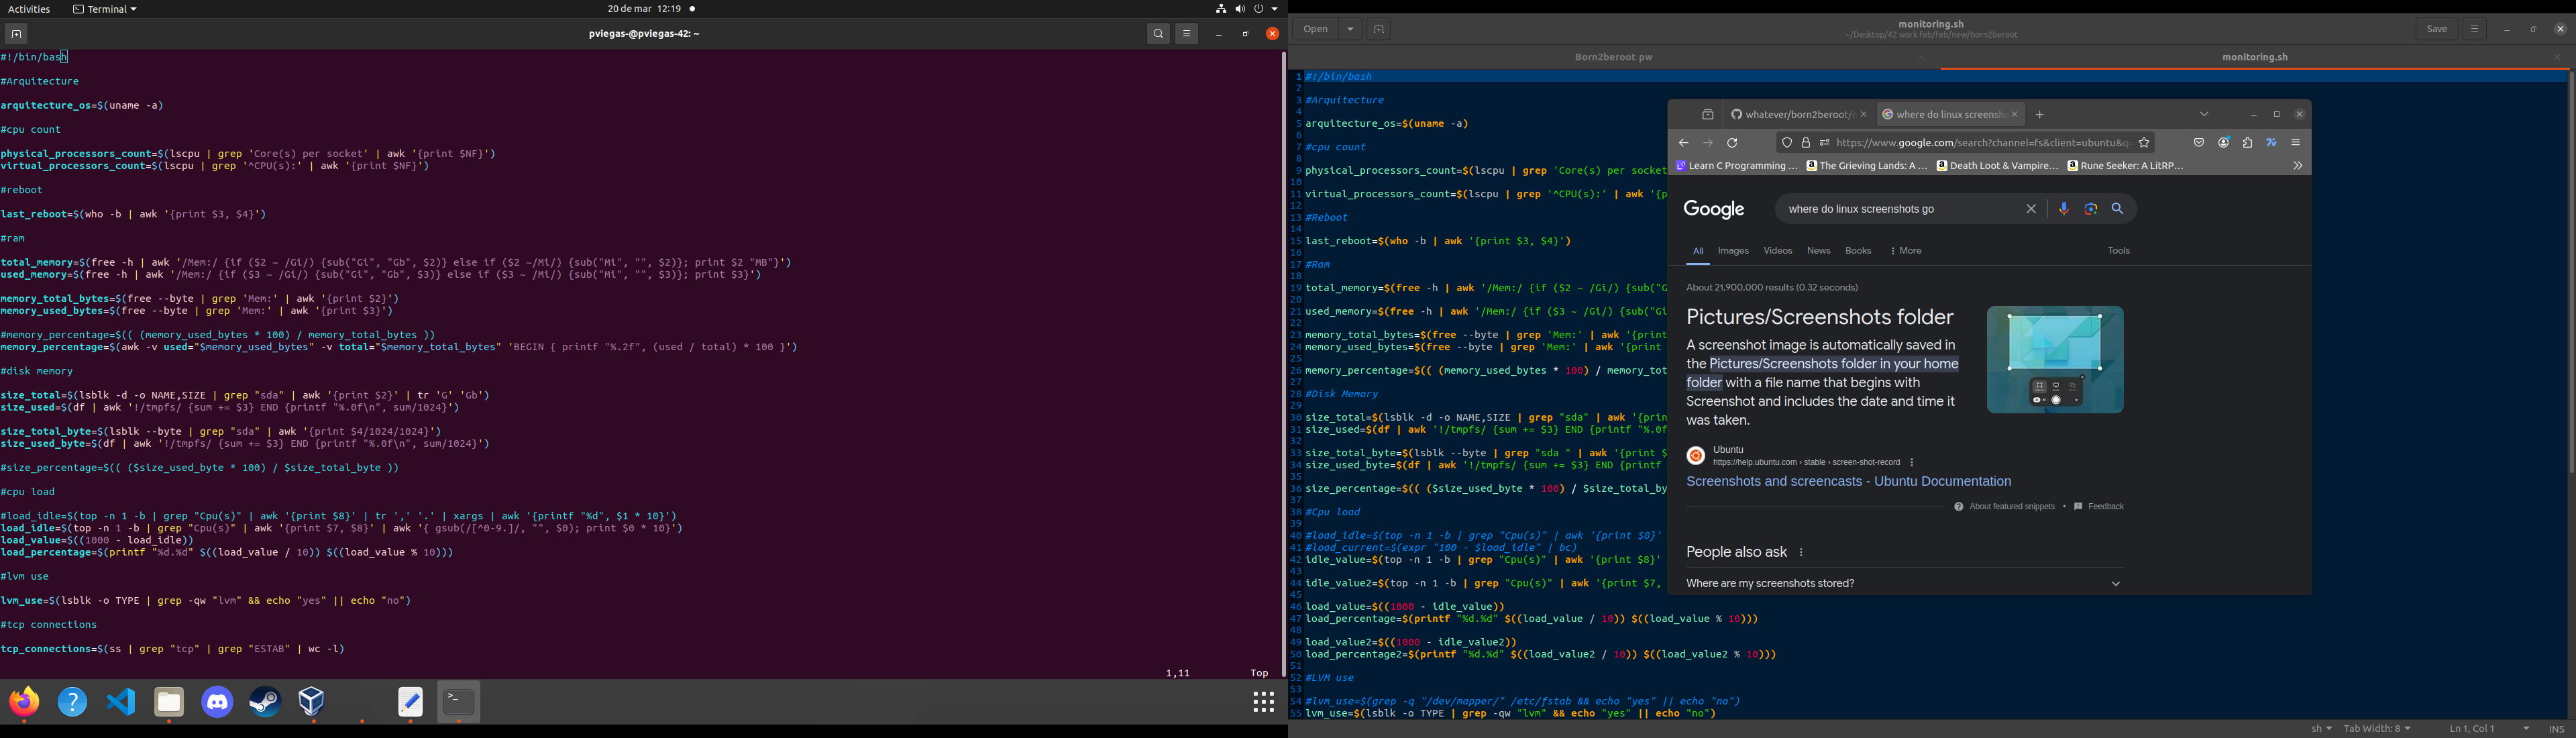 Activities
Terminal
20 de mar 12:19
pviegas-@pviegas-42: ~
#!/bin/bash
#Arquitecture
arquitecture_os=$(uname -a)
#cpu count
physical_processors_count=$(lscpu | grep 'Core(s) per socket' | awk '{print $NF}')
virtual_processors_count=$(lscpu | grep '^CPU(s):' | awk '{print $NF}')
#reboot
last_reboot=$(who -b | awk '{print $3, $4}')
#ram
total_memory=$(free -h | awk '/Mem:/ {if ($2 ~ /Gi/) {sub("Gi", "Gb", $2)} else if ($2 ~/Mi/) {sub("Mi", "", $2)}; print $2 "MB"}')
used_memory=$(free -h | awk '/Mem:/ {if ($3 ~ /Gi/) {sub("Gi", "Gb", $3)} else if ($3 ~/Mi/) {sub("Mi", "", $3)}; print $3}')
memory_total_bytes=$(free --byte | grep 'Mem:' | awk '{print $2}')
memory_used_bytes=$(free --byte | grep 'Mem:' | awk '{print $3}')
#memory_percentage=$(( (memory_used_bytes * 100) / memory_total_bytes ))
memory_percentage=$(awk -v used="$memory_used_bytes" -v total="$memory_total_bytes" 'BEGIN { printf "%.2f", (used / total) * 100 }')
#disk memory
size_total=$(lsblk -d -o NAME,SIZE | grep "sda" | awk '{print $2}' | tr 'G' 'Gb')
size_used=$(df | awk '!/tmpfs/ {sum += $3} END {printf "%.0f\n", sum/1024}')
size_total_byte=$(lsblk --byte | grep "sda" | awk '{print $4/1024/1024}')
size_used_byte=$(df | awk '!/tmpfs/ {sum += $3} END {printf "%.0f\n", sum/1024}')
#size_percentage=$(( ($size_used_byte * 100) / $size_total_byte ))
#cpu load
#load_idle=$(top -n 1 -b | grep "Cpu(s)" | awk '{print $8}' | tr ',' '.' | xargs | awk '{printf "%d", $1 * 10}')
load_idle=$(top -n 1 -b | grep "Cpu(s)" | awk '{print $7, $8}' | awk '{ gsub(/[^0-9.]/, "", $0); print $0 * 10}')
load_value=$((1000 - load_idle))
load_percentage=$(printf "%d.%d" $((load_value / 10)) $((load_value % 10)))
#lvm use
lvm_use=$(lsblk -o TYPE | grep -qw "lvm" && echo "yes" || echo "no")
#tcp connections
tcp_connections=$(ss | grep "tcp" | grep "ESTAB" | wc -l)
1,11 Top
Open
monitoring.sh
~/Desktop/42 work feb/feb/new/born2beroot
Save
Born2beroot pw
monitoring.sh
1 #!/bin/bash
2
3 #Arquitecture
4
5 arquitecture_os=$(uname -a)
6
7 #cpu count
8
9 physical_processors_count=$(lscpu | grep 'Core(s) per socket
10
11 virtual_processors_count=$(lscpu | grep '^CPU(s):' | awk '{p
12
13 #Reboot
14
15 last_reboot=$(who -b | awk '{print $3, $4}')
16
17 #Ram
18
19 total_memory=$(free -h | awk '/Mem:/ {if ($2 ~ /Gi/) {sub("G
20
21 used_memory=$(free -h | awk '/Mem:/ {if ($3 ~ /Gi/) {sub("Gi
22
23 memory_total_bytes=$(free --byte | grep 'Mem:' | awk '{print
24 memory_used_bytes=$(free --byte | grep 'Mem:' | awk '{print
25
26 memory_percentage=$(( (memory_used_bytes * 100) / memory_tot
27
28 #Disk Memory
29
30 size_total=$(lsblk -d -o NAME,SIZE | grep "sda" | awk '{prin
31 size_used=$(df | awk '!/tmpfs/ {sum += $3} END {printf "%.0f
32
33 size_total_byte=$(lsblk --byte | grep "sda " | awk '{print $
34 size_used_byte=$(df | awk '!/tmpfs/ {sum += $3} END {printf
35
36 size_percentage=$(( ($size_used_byte * 100) / $size_total_by
37
38 #Cpu load
39
40 #load_idle=$(top -n 1 -b | grep "Cpu(s)" | awk '{print $8}'
41 #load_current=$(expr "100 - $load_idle" | bc)
42 idle_value=$(top -n 1 -b | grep "Cpu(s)" | awk '{print $8}'
43
44 idle_value2=$(top -n 1 -b | grep "Cpu(s)" | awk '{print $7,
45
46 load_value=$((1000 - idle_value))
47 load_percentage=$(printf "%d.%d" $((load_value / 10)) $((load_value % 10)))
48
49 load_value2=$((1000 - idle_value2))
50 load_percentage2=$(printf "%d.%d" $((load_value2 / 10)) $((load_value2 % 10)))
51
52 #LVM use
53
54 #lvm_use=$(grep -q "/dev/mapper/" /etc/fstab && echo "yes" || echo "no")
55 lvm_use=$(lsblk -o TYPE | grep -qw "lvm" && echo "yes" || echo "no")
sh
Tab Width: 8
Ln 1, Col 1
INS
whatever/born2beroot/
where do linux screensh
https://www.google.com/search?channel=fs&client=ubuntu&q
Learn C Programming …
The Grieving Lands: A …
Death Loot & Vampire…
Rune Seeker: A LitRP…
Google
where do linux screenshots go
All Images Videos News Books More Tools
About 21,900,000 results (0.32 seconds)
Pictures/Screenshots folder
A screenshot image is automatically saved in
the Pictures/Screenshots folder in your home
folder with a file name that begins with
Screenshot and includes the date and time it
was taken.
Ubuntu
https://help.ubuntu.com › stable › screen-shot-record
Screenshots and screencasts - Ubuntu Documentation
About featured snippets • Feedback
People also ask
Where are my screenshots stored?